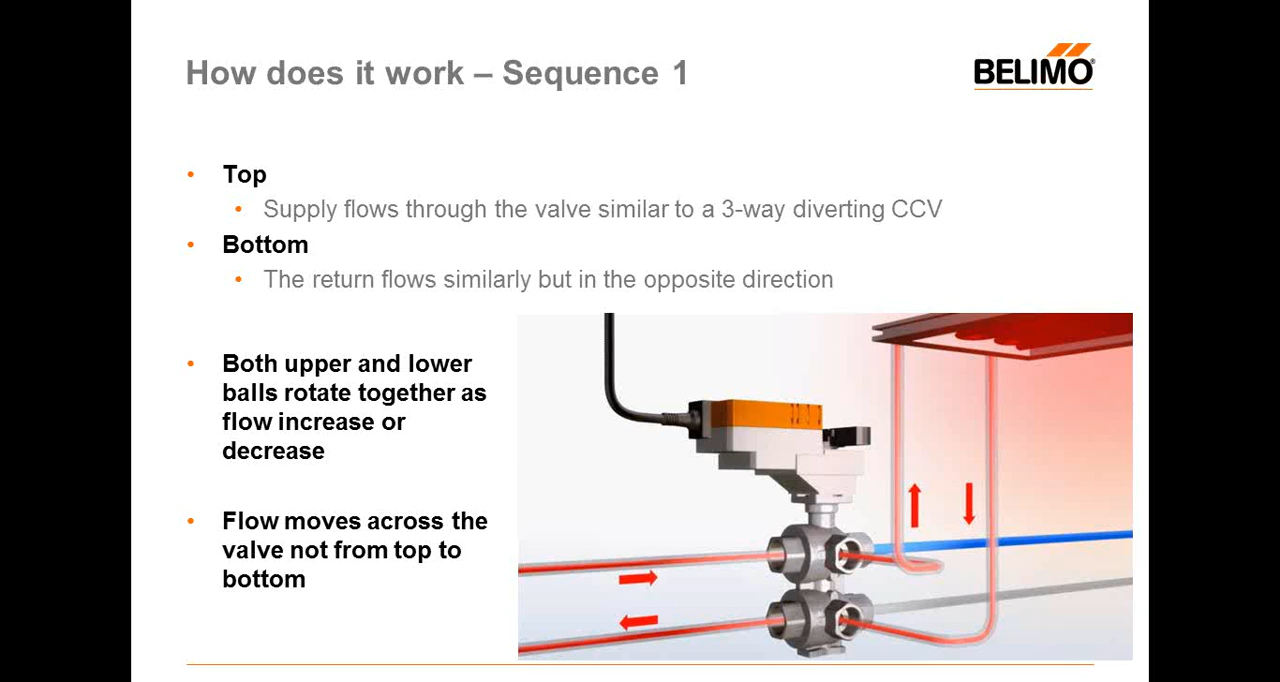 How does it work – Sequence 1
BELIMO®
• Top
• Supply flows through the valve similar to a 3-way diverting CCV
• Bottom
• The return flows similarly but in the opposite direction
• Both upper and lower
balls rotate together as
flow increase or
decrease
• Flow moves across the
valve not from top to
bottom